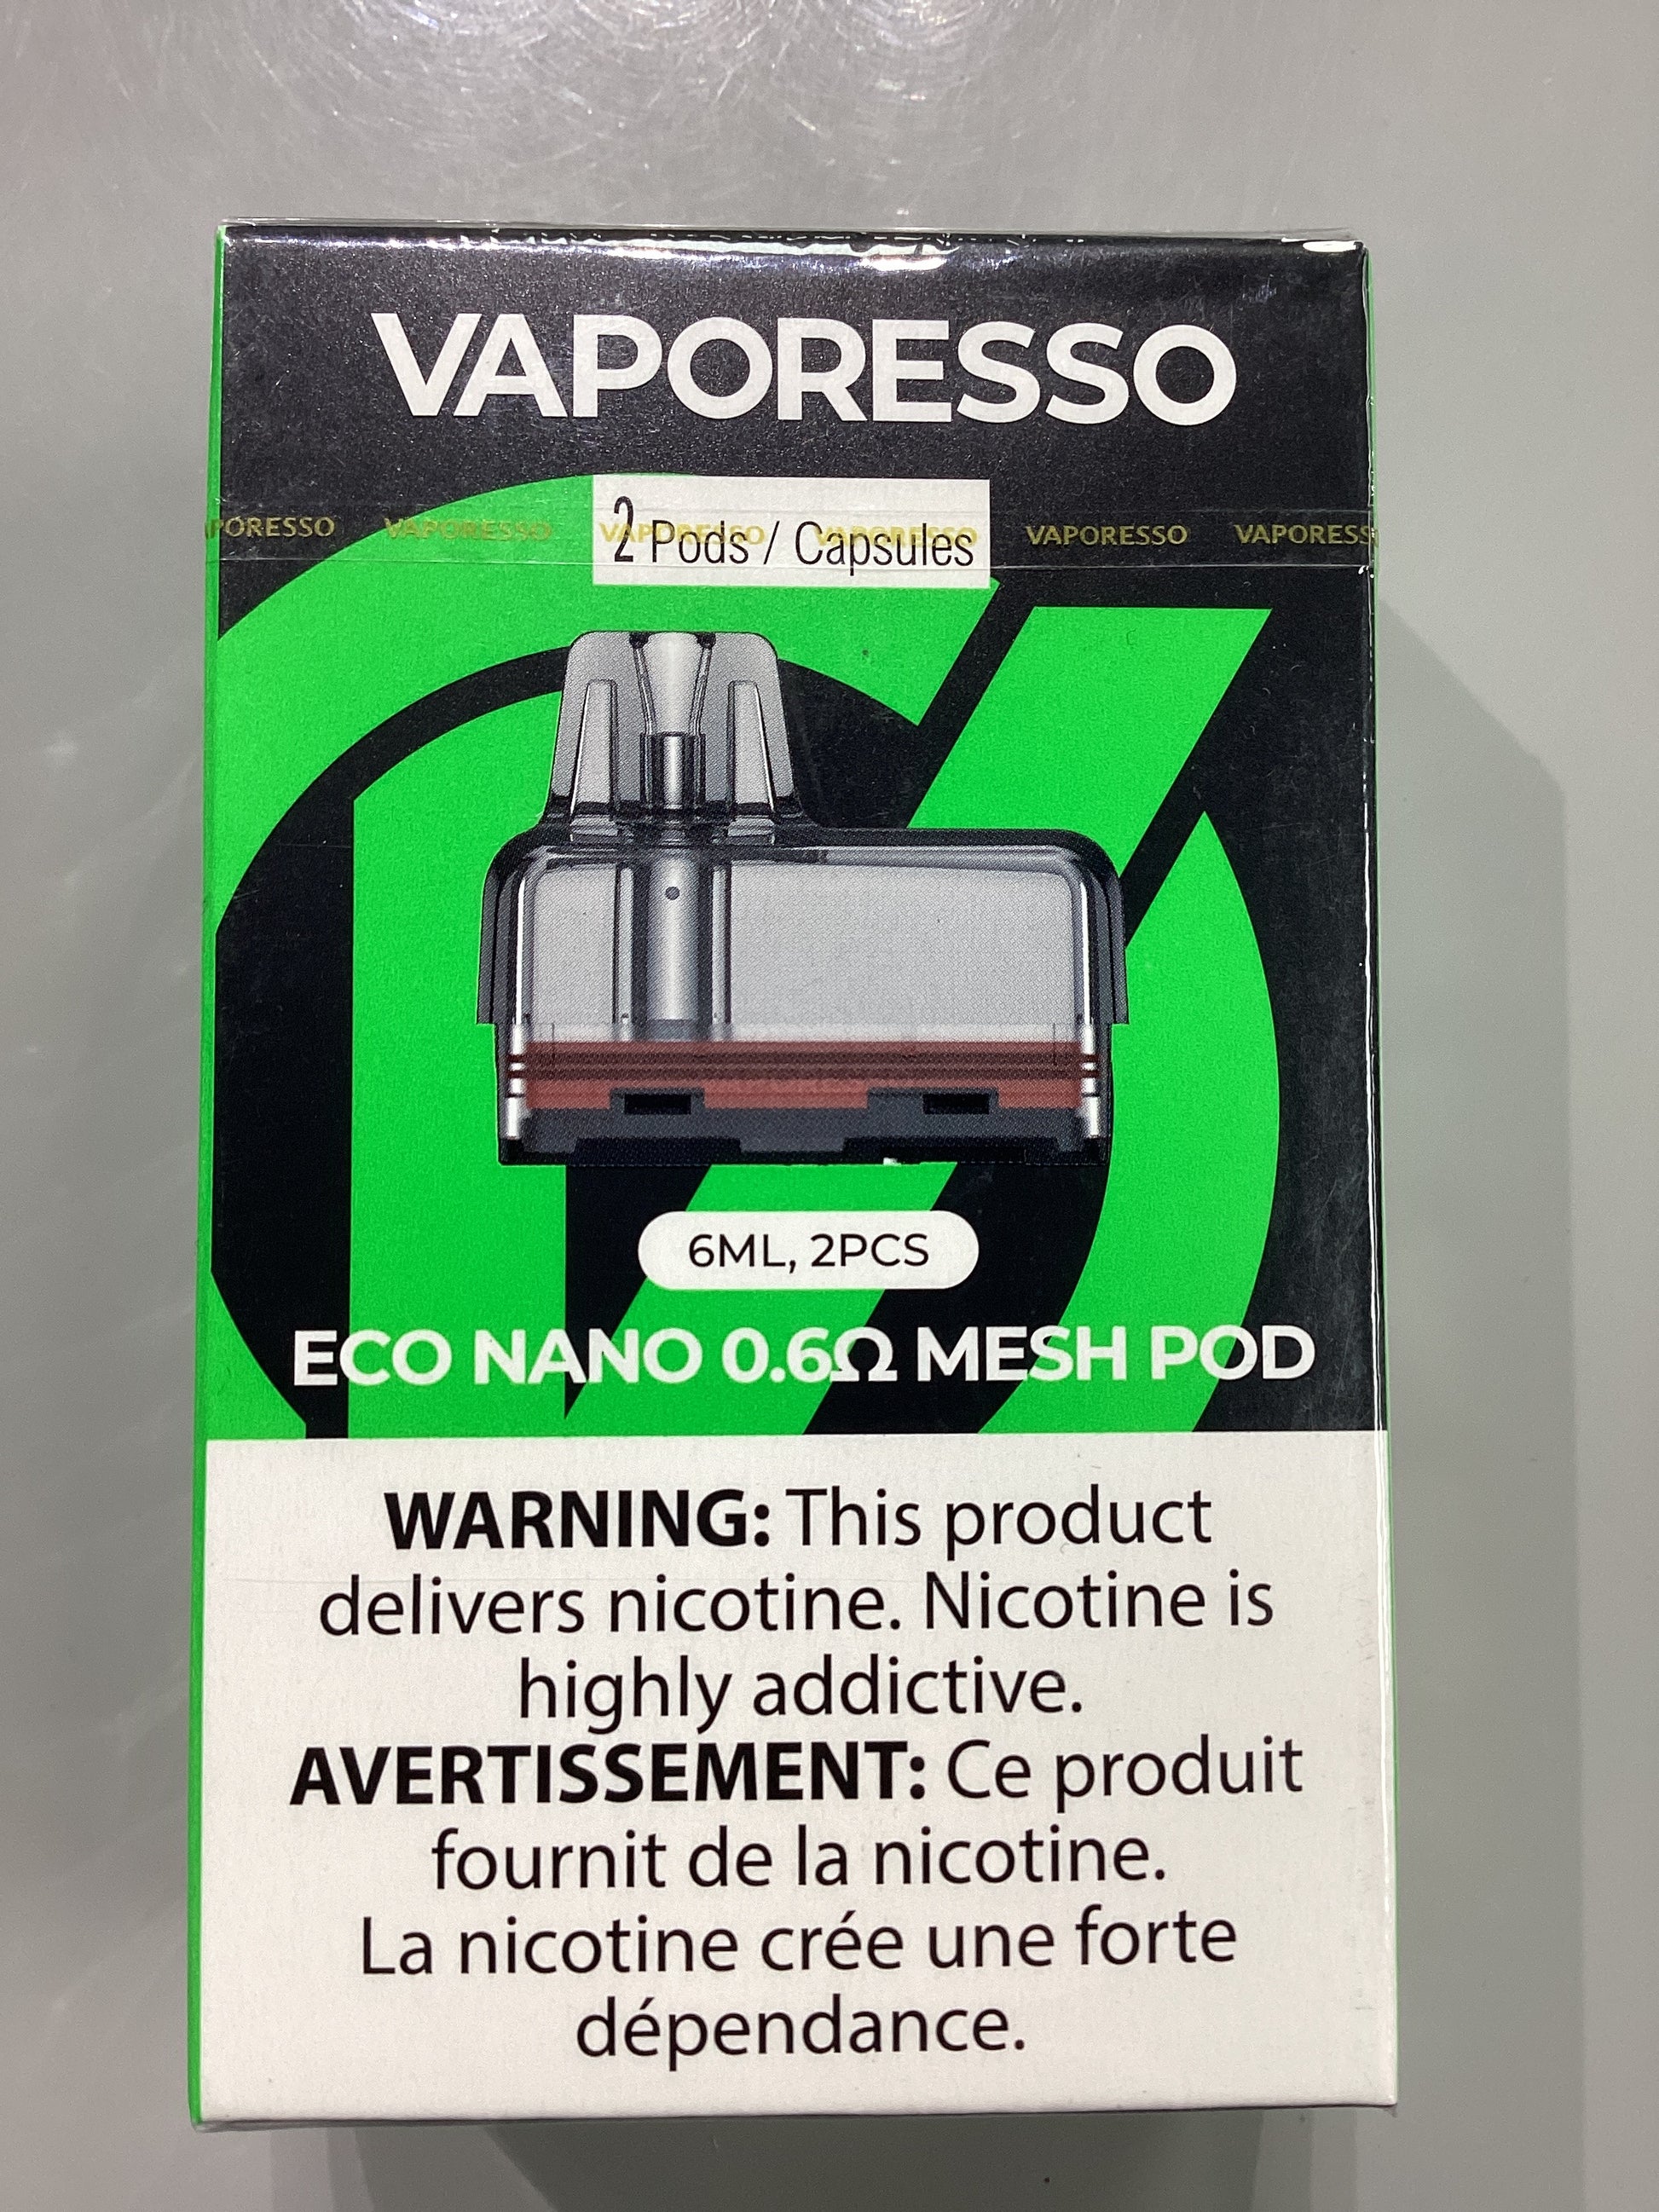 VAPORESSO
2 Pods / Capsules
PORESSO VAPORESSO VAPORESSO VAPORESSO VAPORESSO VAPORESS
6ML, 2PCS
ECO NANO 0.6Ω MESH POD
WARNING: This product
delivers nicotine. Nicotine is
highly addictive.
AVERTISSEMENT: Ce produit
fournit de la nicotine.
La nicotine crée une forte
dépendance.